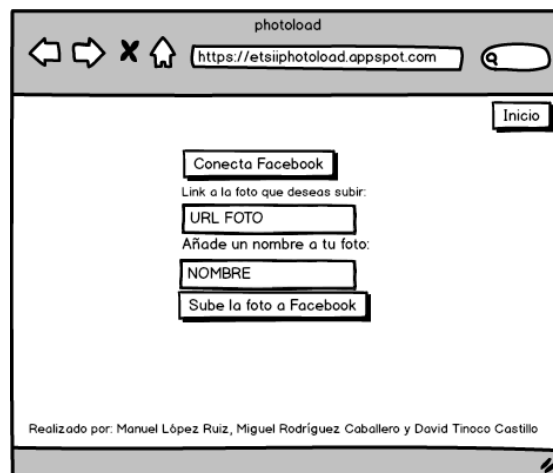 photoload
https://etsiiphotoload.appspot.com
Inicio
Conecta Facebook
Link a la foto que deseas subir:
URL FOTO
Añade un nombre a tu foto:
NOMBRE
Sube la foto a Facebook
Realizado por: Manuel López Ruiz, Miguel Rodríguez Caballero y David Tinoco Castillo